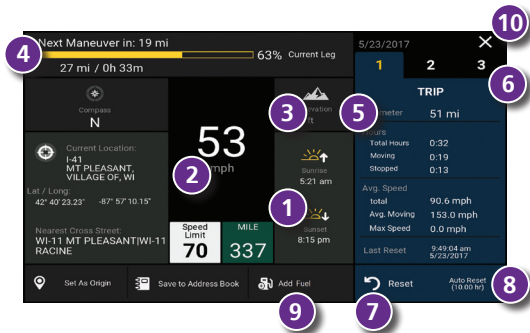 Next Maneuver in: 19 mi
63% Current Leg
27 mi / 0h 33m
4
Compass
N
Current Location:
I-41
MT PLEASANT,
VILLAGE OF, WI
Lat / Long:
42° 40' 23.23" -87° 57' 10.15"
Nearest Cross Street:
WI-11 MT PLEASANT|WI-11
RACINE
53
mph
2
Speed
Limit
70
MILE
337
3
Sunrise
5:21 am
1
Sunset
8:15 pm
Set As Origin
Save to Address Book
Add Fuel
9
5/23/2017
10
1 2 3
6
TRIP
5
51 mi
Total Hours 0:32
Moving 0:19
Stopped 0:13
Avg. Speed
total 90.6 mph
Avg. Moving 153.0 mph
Max Speed 0.0 mph
Last Reset 9:49:04 am
5/23/2017
Reset
7
Auto Reset
(10.00 hr)
8